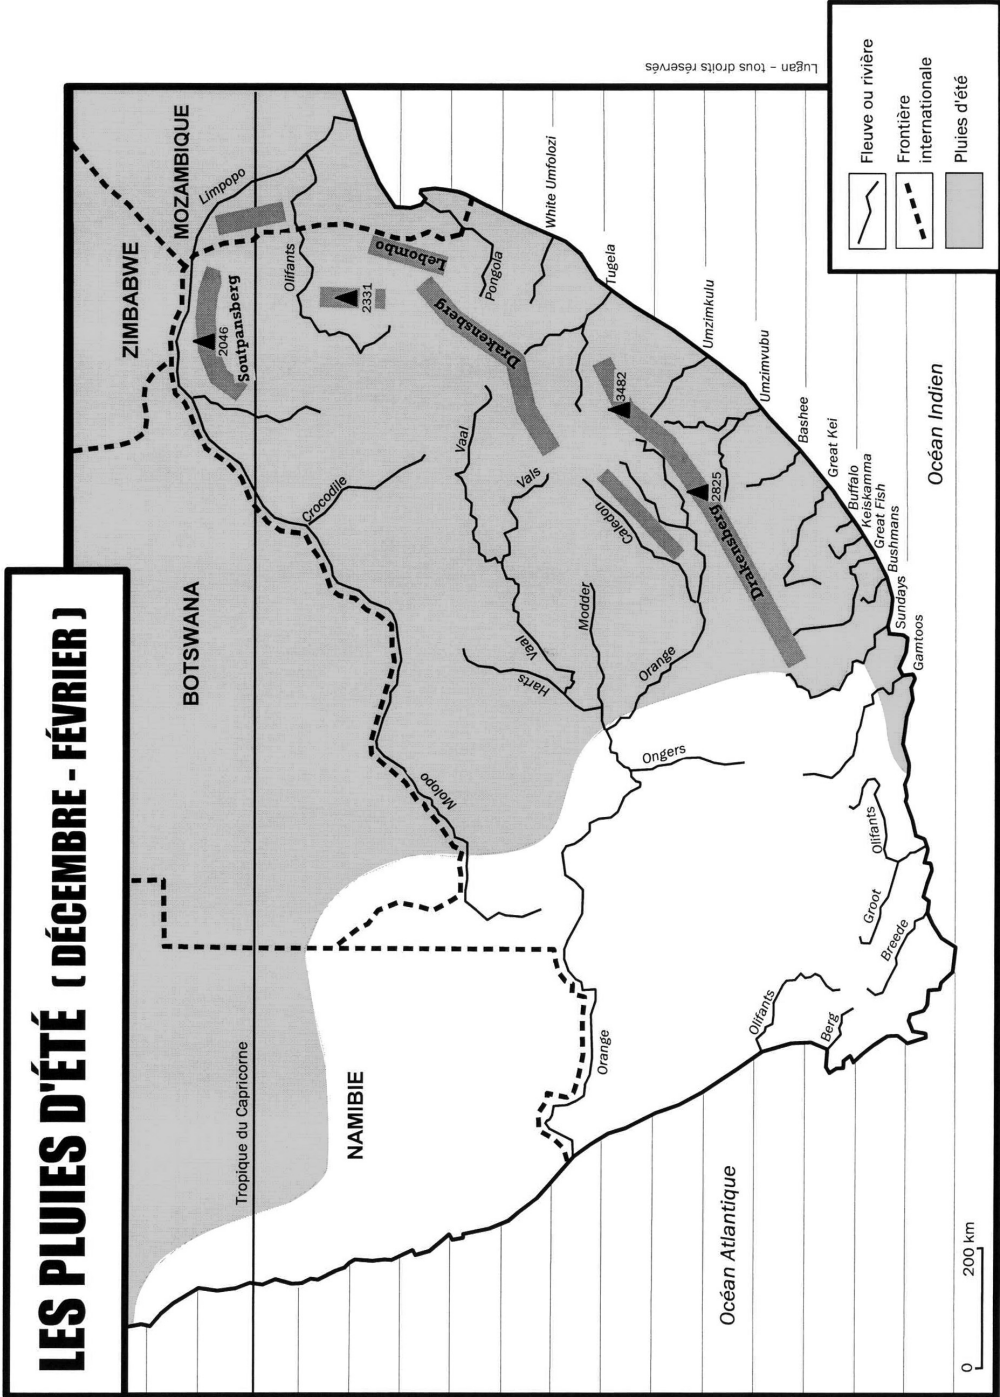 LES PLUIES D'ÉTÉ (DÉCEMBRE - FÉVRIER)
ZIMBABWE
MOZAMBIQUE
BOTSWANA
NAMIBIE
Tropique du Capricorne
Limpopo
2046
Soutpansberg
Olifants
2331
Lebombo
Crocodile
Drakensberg
Pongola
White Umfolozi
Vaal
Vals
Tugela
Molopo
Harts
Vaal
Modder
Caledon
3482
Umzimkulu
Orange
2825
Drakensberg
Umzimvubu
Ongers
Bashee
Great Kei
Buffalo
Keiskamma
Great Fish
Bushmans
Sundays
Gamtoos
Orange
Olifants
Groot
Breede
Olifants
Berg
Océan Atlantique
Océan Indien
0 200 km
Fleuve ou rivière
Frontière
internationale
Pluies d'été
Lugan – tous droits réservés